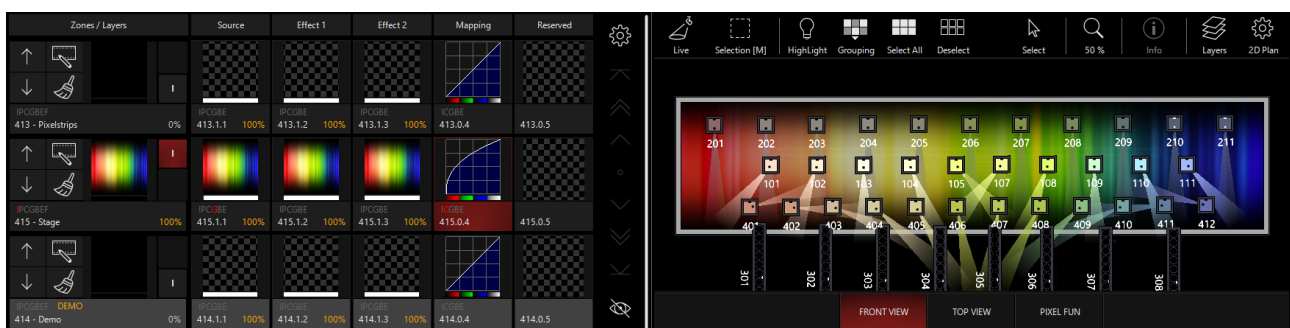 Zones / Layers Source Effect 1 Effect 2 Mapping Reserved
IPCGBEF IPCGBE IPCGBE IPCGBE ICGBE
413 - Pixelstrips 0% 413.1.1 100% 413.1.2 100% 413.1.3 100% 413.0.4 413.0.5
IPCGBEF IPCGBE IPCGBE IPCGBE ICGBE
415 - Stage 100% 415.1.1 100% 415.1.2 100% 415.1.3 100% 415.0.4 415.0.5
IPCGBEF DEMO IPCGBE IPCGBE IPCGBE ICGBE
414 - Demo 0% 414.1.1 100% 414.1.2 100% 414.1.3 100% 414.0.4 414.0.5
Live Selection [M] HighLight Grouping Select All Deselect Select 50 % Info Layers 2D Plan
201 202 203 204 205 206 207 208 209 210 211
101 102 103 104 105 107 108 109 110 111
401 402 403 404 405 406 407 408 409 410 411 412
301 302 303 304 305 306 307 308
FRONT VIEW TOP VIEW PIXEL FUN